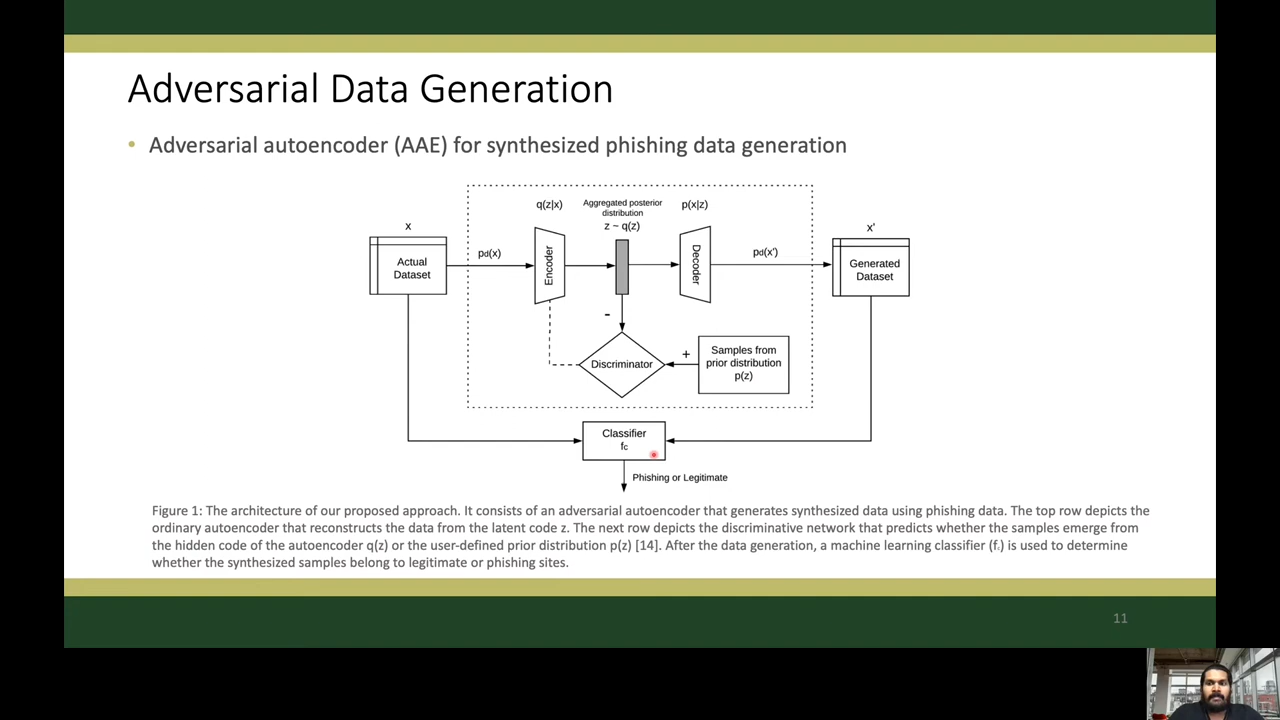 Adversarial Data Generation
• Adversarial autoencoder (AAE) for synthesized phishing data generation
q(z|x)
Aggregated posterior
distribution
z ~ q(z)
p(x|z)
x
x'
Actual
Dataset
pd(x)
Encoder
Decoder
pd(x')
Generated
Dataset
-
Discriminator
+
Samples from
prior distribution
p(z)
Classifier
fc
Phishing or Legitimate
Figure 1: The architecture of our proposed approach. It consists of an adversarial autoencoder that generates synthesized data using phishing data. The top row depicts the
ordinary autoencoder that reconstructs the data from the latent code z. The next row depicts the discriminative network that predicts whether the samples emerge from
the hidden code of the autoencoder q(z) or the user-defined prior distribution p(z) [14]. After the data generation, a machine learning classifier (fc) is used to determine
whether the synthesized samples belong to legitimate or phishing sites.
11